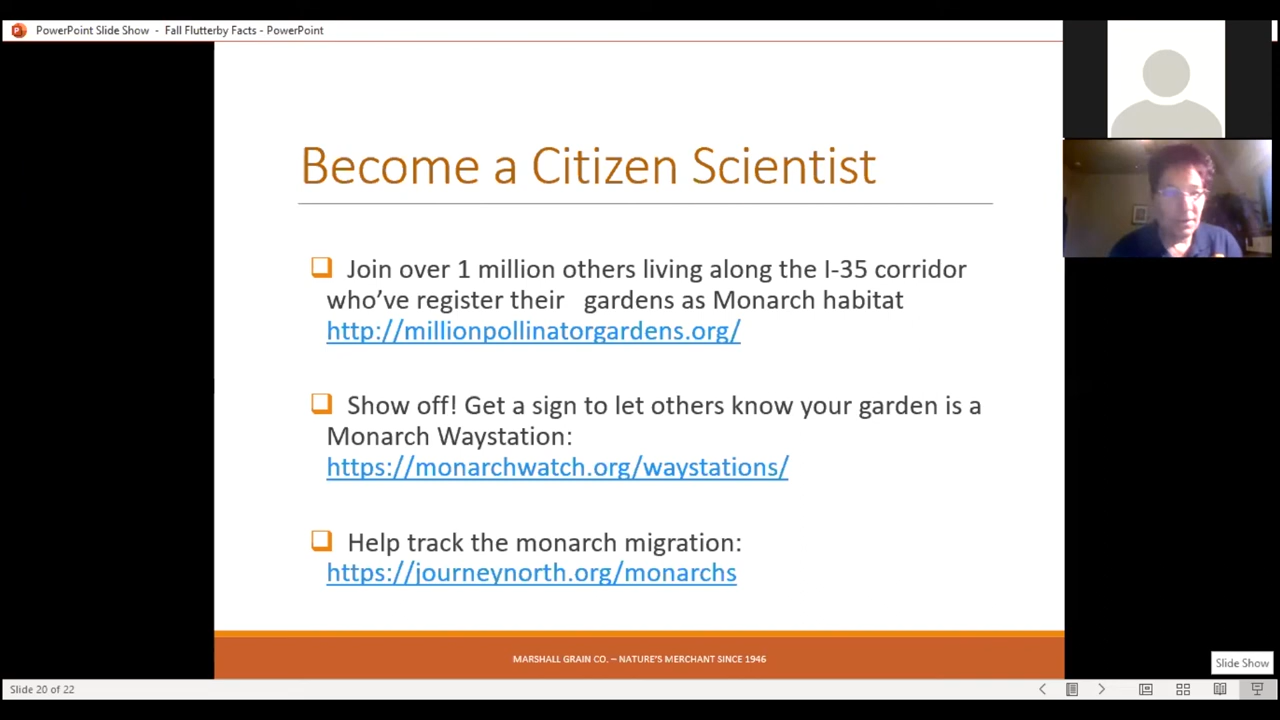 PowerPoint Slide Show - Fall Flutterby Facts - PowerPoint
Become a Citizen Scientist
Join over 1 million others living along the I-35 corridor
who've register their gardens as Monarch habitat
http://millionpollinatorgardens.org/
Show off! Get a sign to let others know your garden is a
Monarch Waystation:
https://monarchwatch.org/waystations/
Help track the monarch migration:
https://journeynorth.org/monarchs
MARSHALL GRAIN CO. – NATURE'S MERCHANT SINCE 1946
Slide Show
Slide 20 of 22